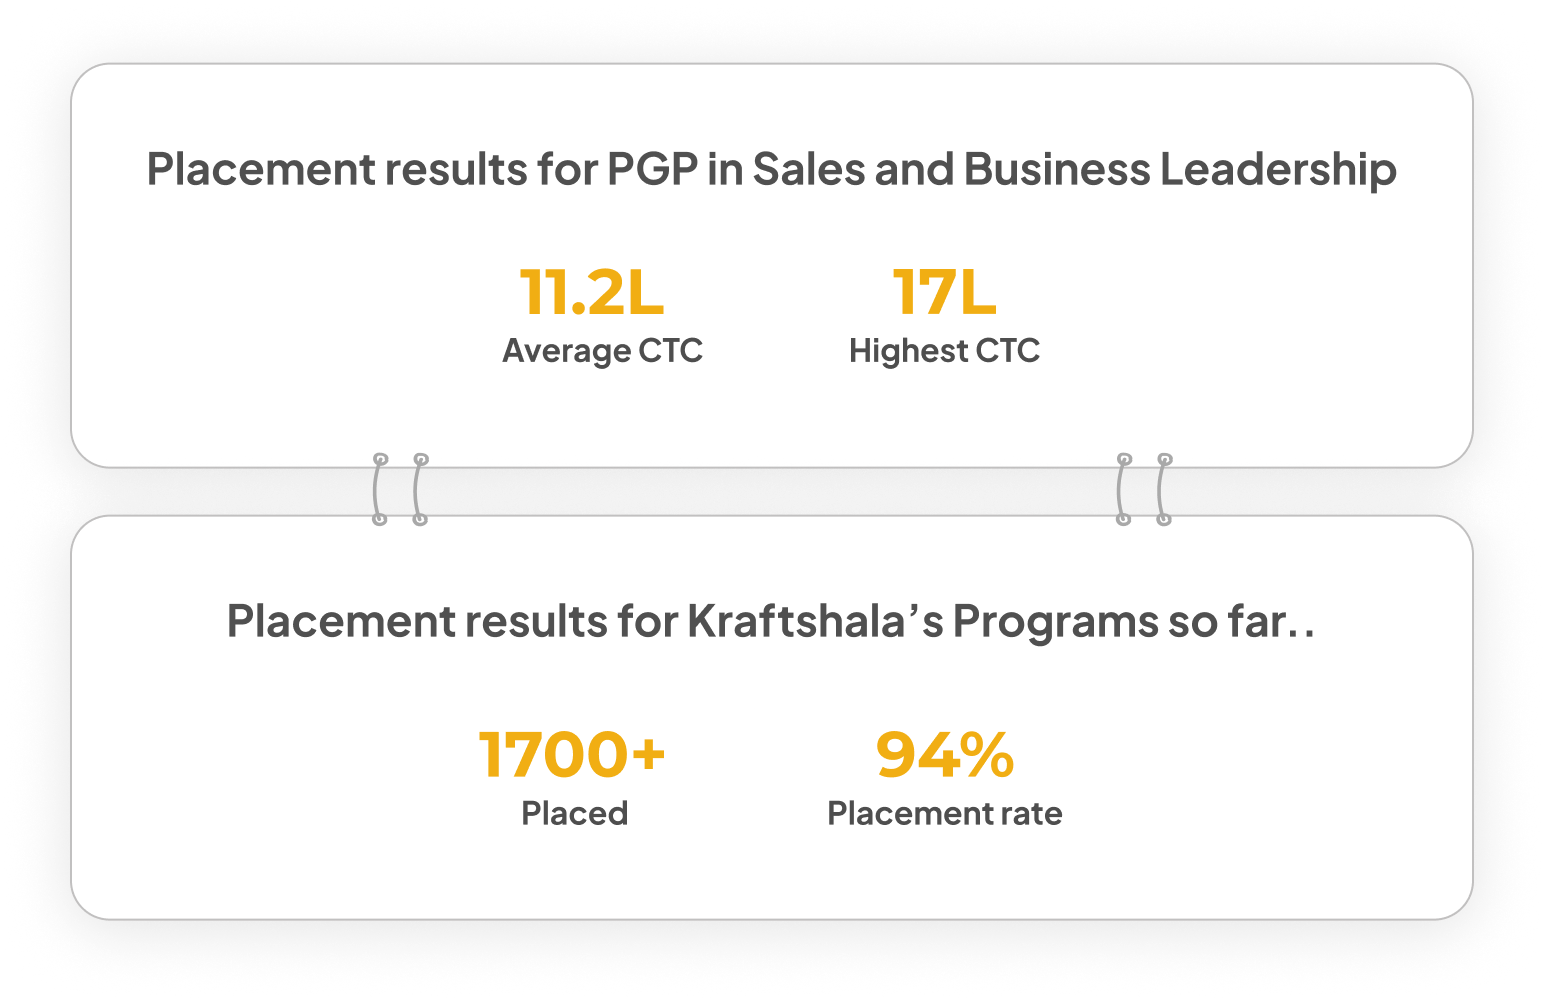 Placement results for PGP in Sales and Business Leadership
11.2L 17L
Average CTC Highest CTC
Placement results for Kraftshala’s Programs so far..
1700+ 94%
Placed Placement rate